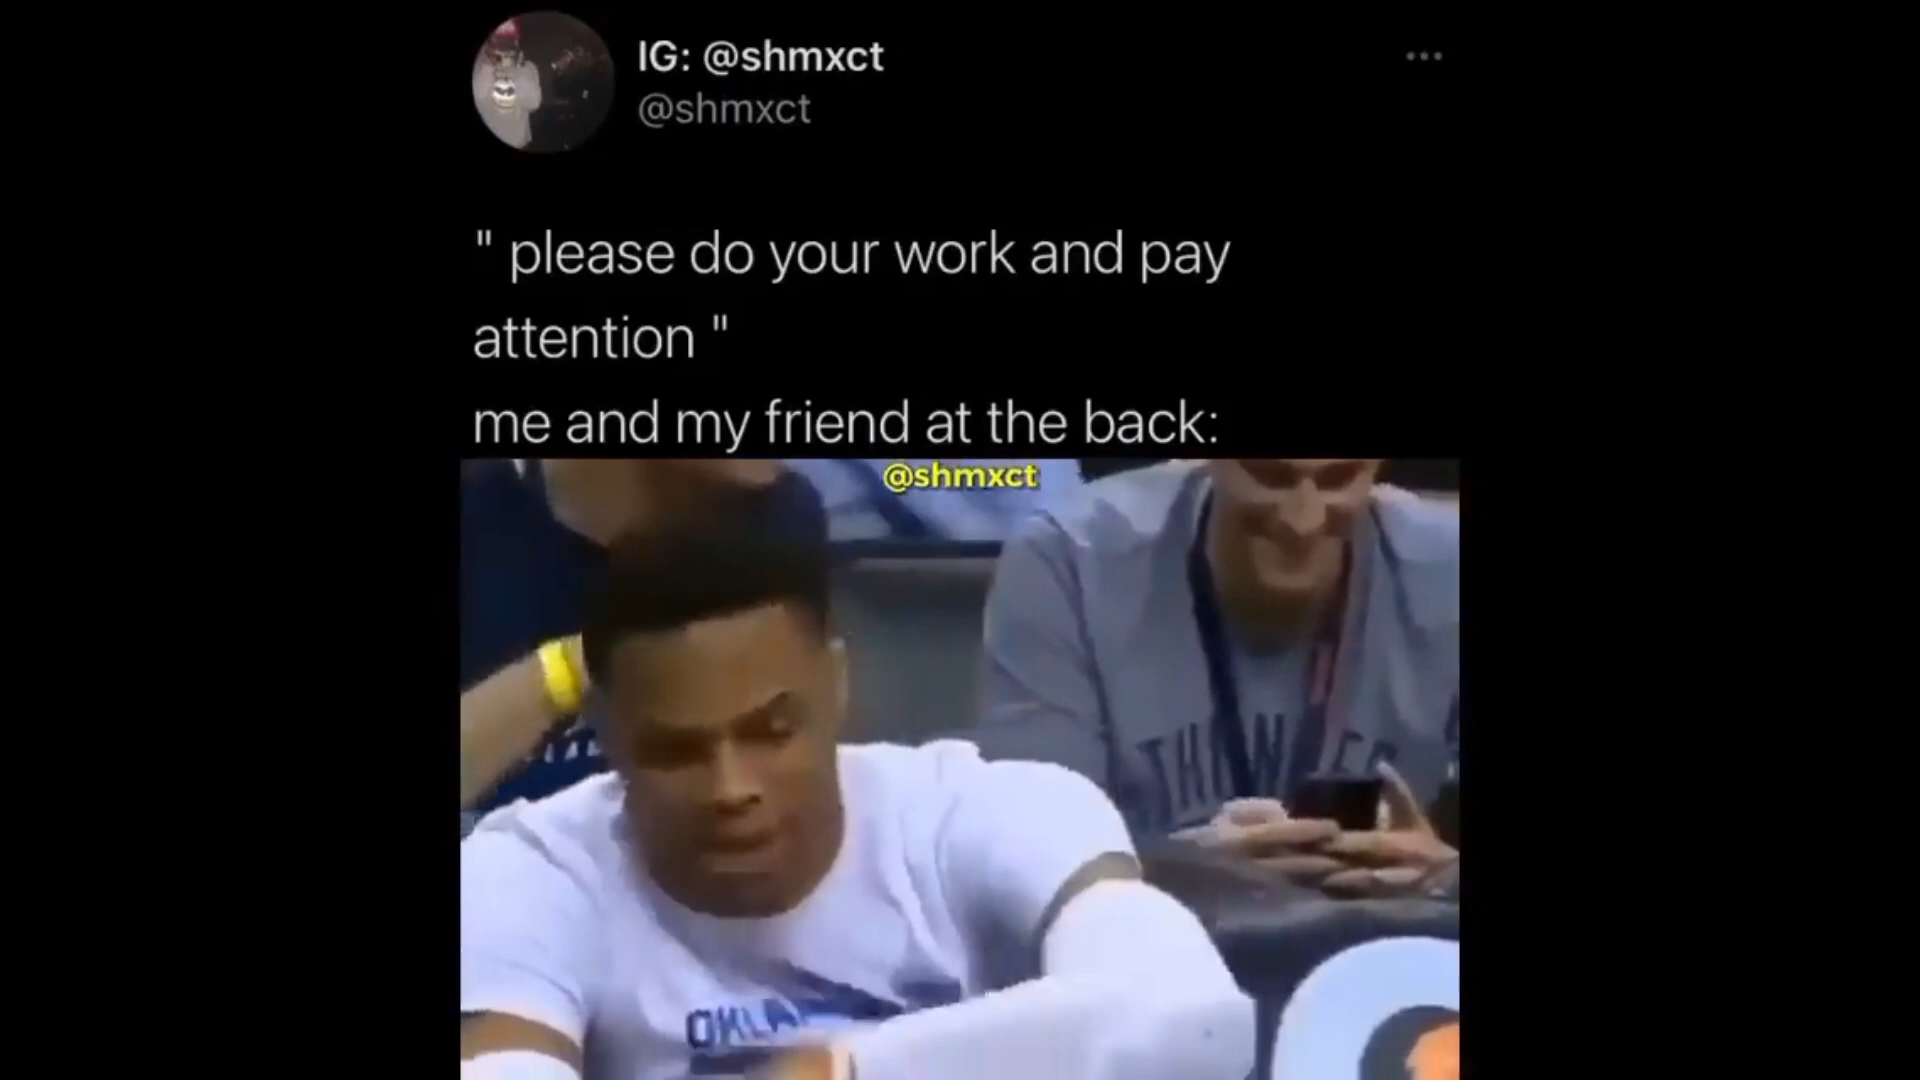 IG: @shmxct
@shmxct
" please do your work and pay
attention "
me and my friend at the back:
@shmxct
THUNDER
OKLA